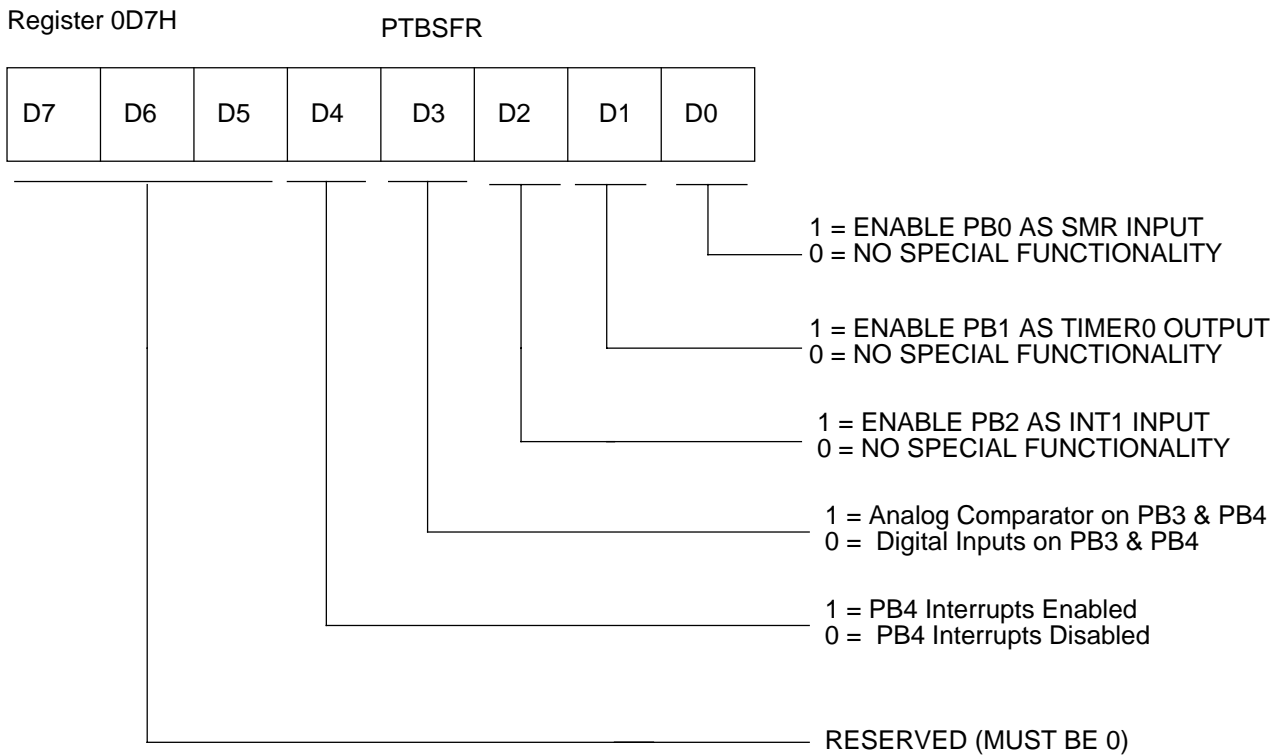 Register 0D7H
PTBSFR
D7 D6 D5 D4 D3 D2 D1 D0
1 = ENABLE PB0 AS SMR INPUT
0 = NO SPECIAL FUNCTIONALITY
1 = ENABLE PB1 AS TIMER0 OUTPUT
0 = NO SPECIAL FUNCTIONALITY
1 = ENABLE PB2 AS INT1 INPUT
0 = NO SPECIAL FUNCTIONALITY
1 = Analog Comparator on PB3 & PB4
0 = Digital Inputs on PB3 & PB4
1 = PB4 Interrupts Enabled
0 = PB4 Interrupts Disabled
RESERVED (MUST BE 0)